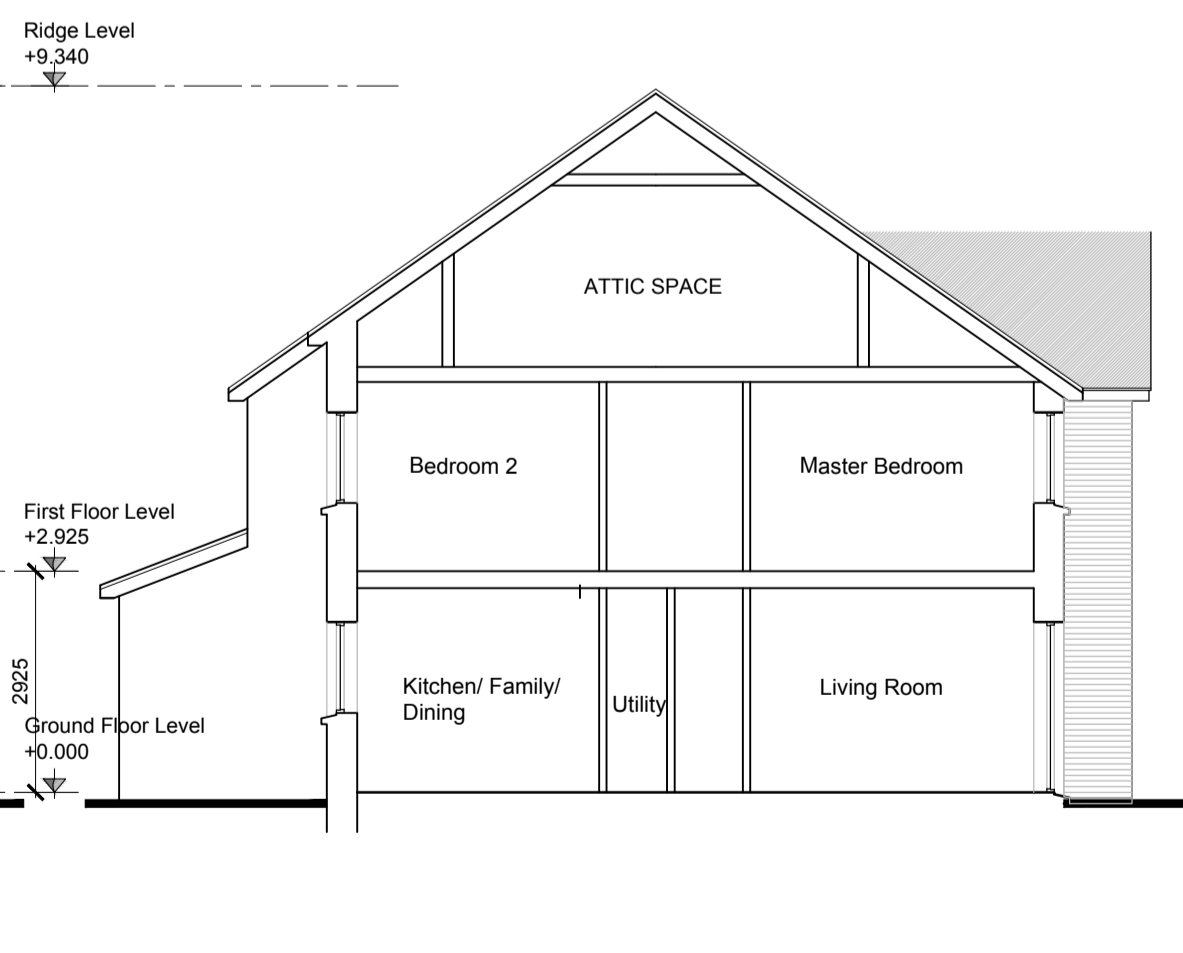 Ridge Level
+9.340
ATTIC SPACE
Bedroom 2
Master Bedroom
First Floor Level
+2.925
2925
Kitchen/ Family/
Dining
Utility
Living Room
Ground Floor Level
+0.000